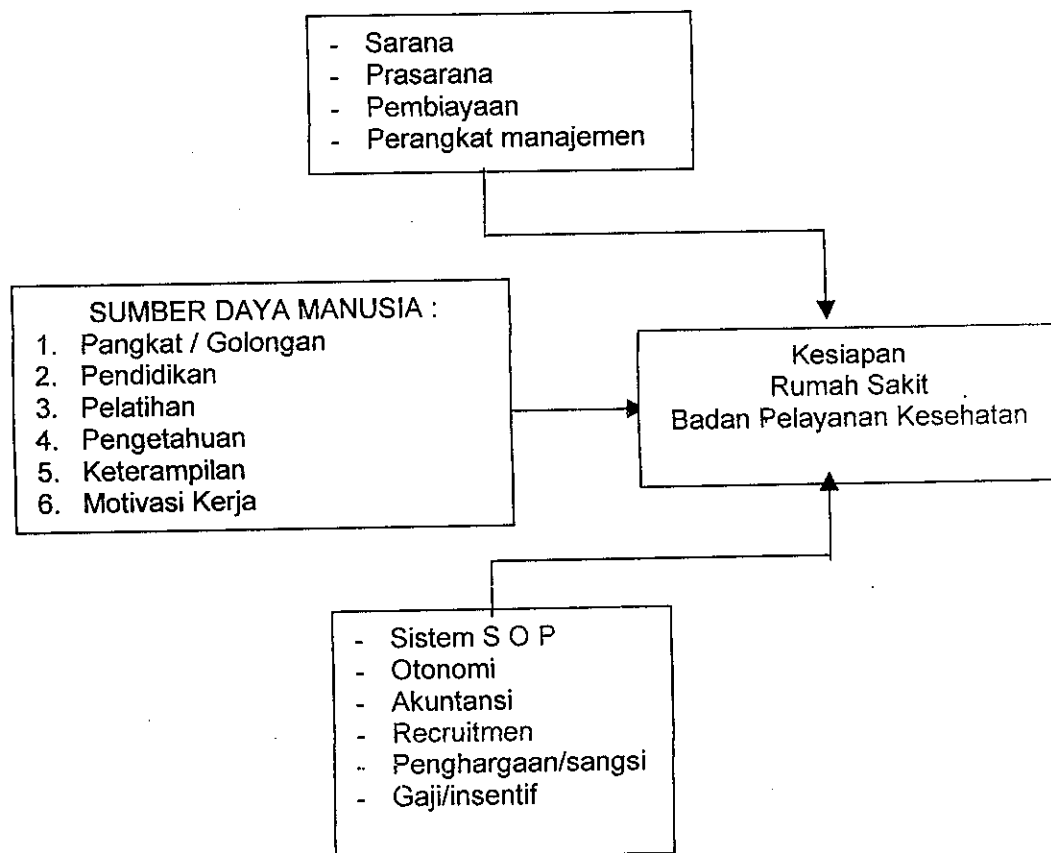 - Sarana
- Prasarana
- Pembiayaan
- Perangkat manajemen
SUMBER DAYA MANUSIA :
1. Pangkat / Golongan
2. Pendidikan
3. Pelatihan
4. Pengetahuan
5. Keterampilan
6. Motivasi Kerja
Kesiapan
Rumah Sakit
Badan Pelayanan Kesehatan
- Sistem S O P
- Otonomi
- Akuntansi
- Recruitmen
- Penghargaan/sangsi
- Gaji/insentif